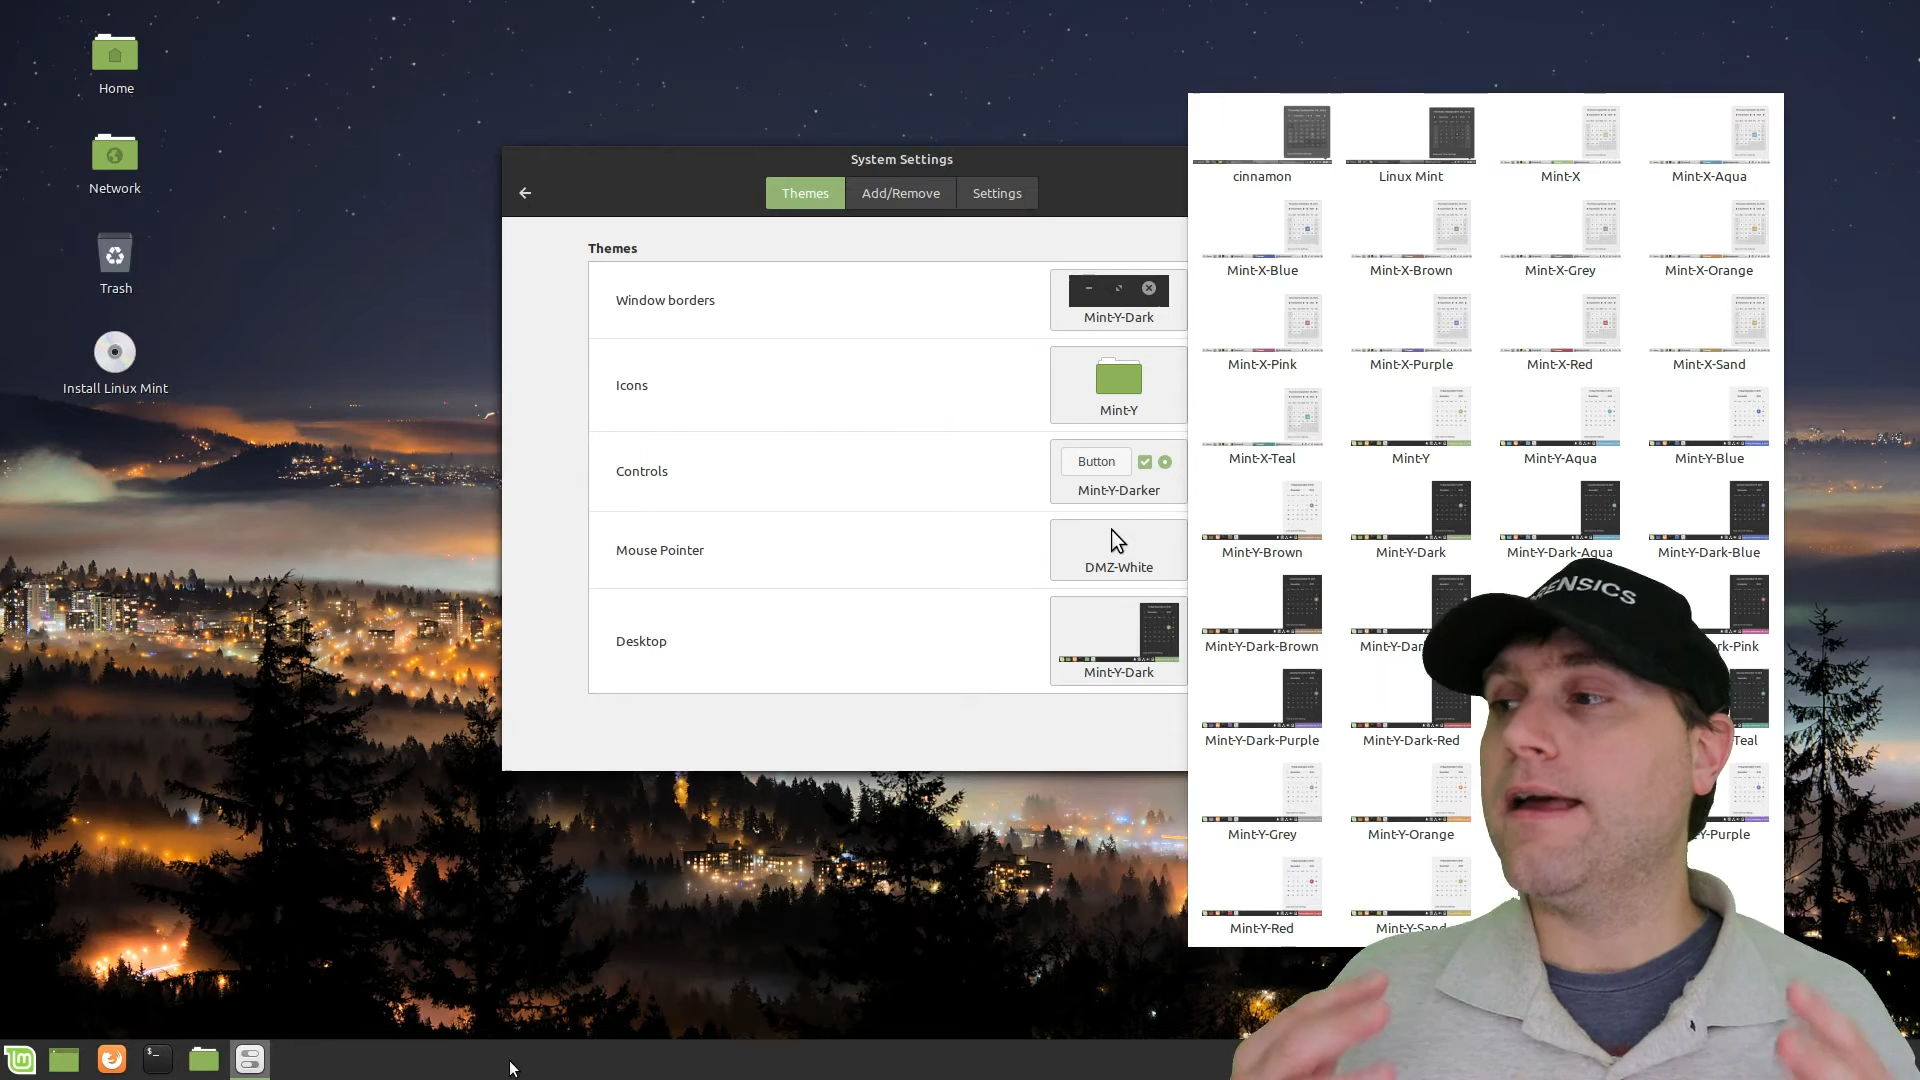 Home
Network
Trash
Install Linux Mint
System Settings
Themes
Add/Remove
Settings
Themes
Window borders
Mint-Y-Dark
Icons
Mint-Y
Controls
Button
Mint-Y-Darker
Mouse Pointer
DMZ-White
Desktop
Mint-Y-Dark
cinnamon
Linux Mint
Mint-X
Mint-X-Aqua
Mint-X-Blue
Mint-X-Brown
Mint-X-Grey
Mint-X-Orange
Mint-X-Pink
Mint-X-Purple
Mint-X-Red
Mint-X-Sand
Mint-X-Teal
Mint-Y
Mint-Y-Aqua
Mint-Y-Blue
Mint-Y-Brown
Mint-Y-Dark
Mint-Y-Dark-Aqua
Mint-Y-Dark-Blue
Mint-Y-Dark-Brown
Mint-Y-Dar
rk-Pink
Mint-Y-Dark-Purple
Mint-Y-Dark-Red
Teal
Mint-Y-Grey
Mint-Y-Orange
Y-Purple
Mint-Y-Red
Mint-Y-Sand
ENSICS
$_